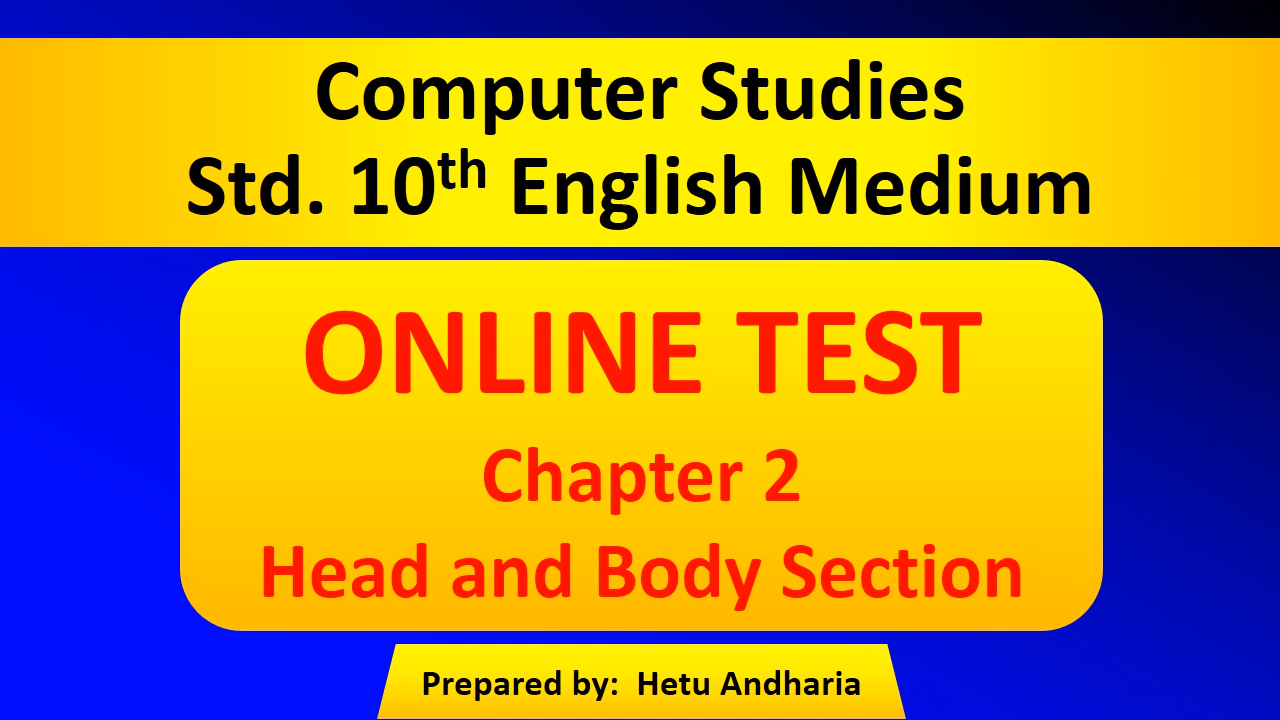 Computer Studies
Std. 10th English Medium
ONLINE TEST
Chapter 2
Head and Body Section
Prepared by: Hetu Andharia